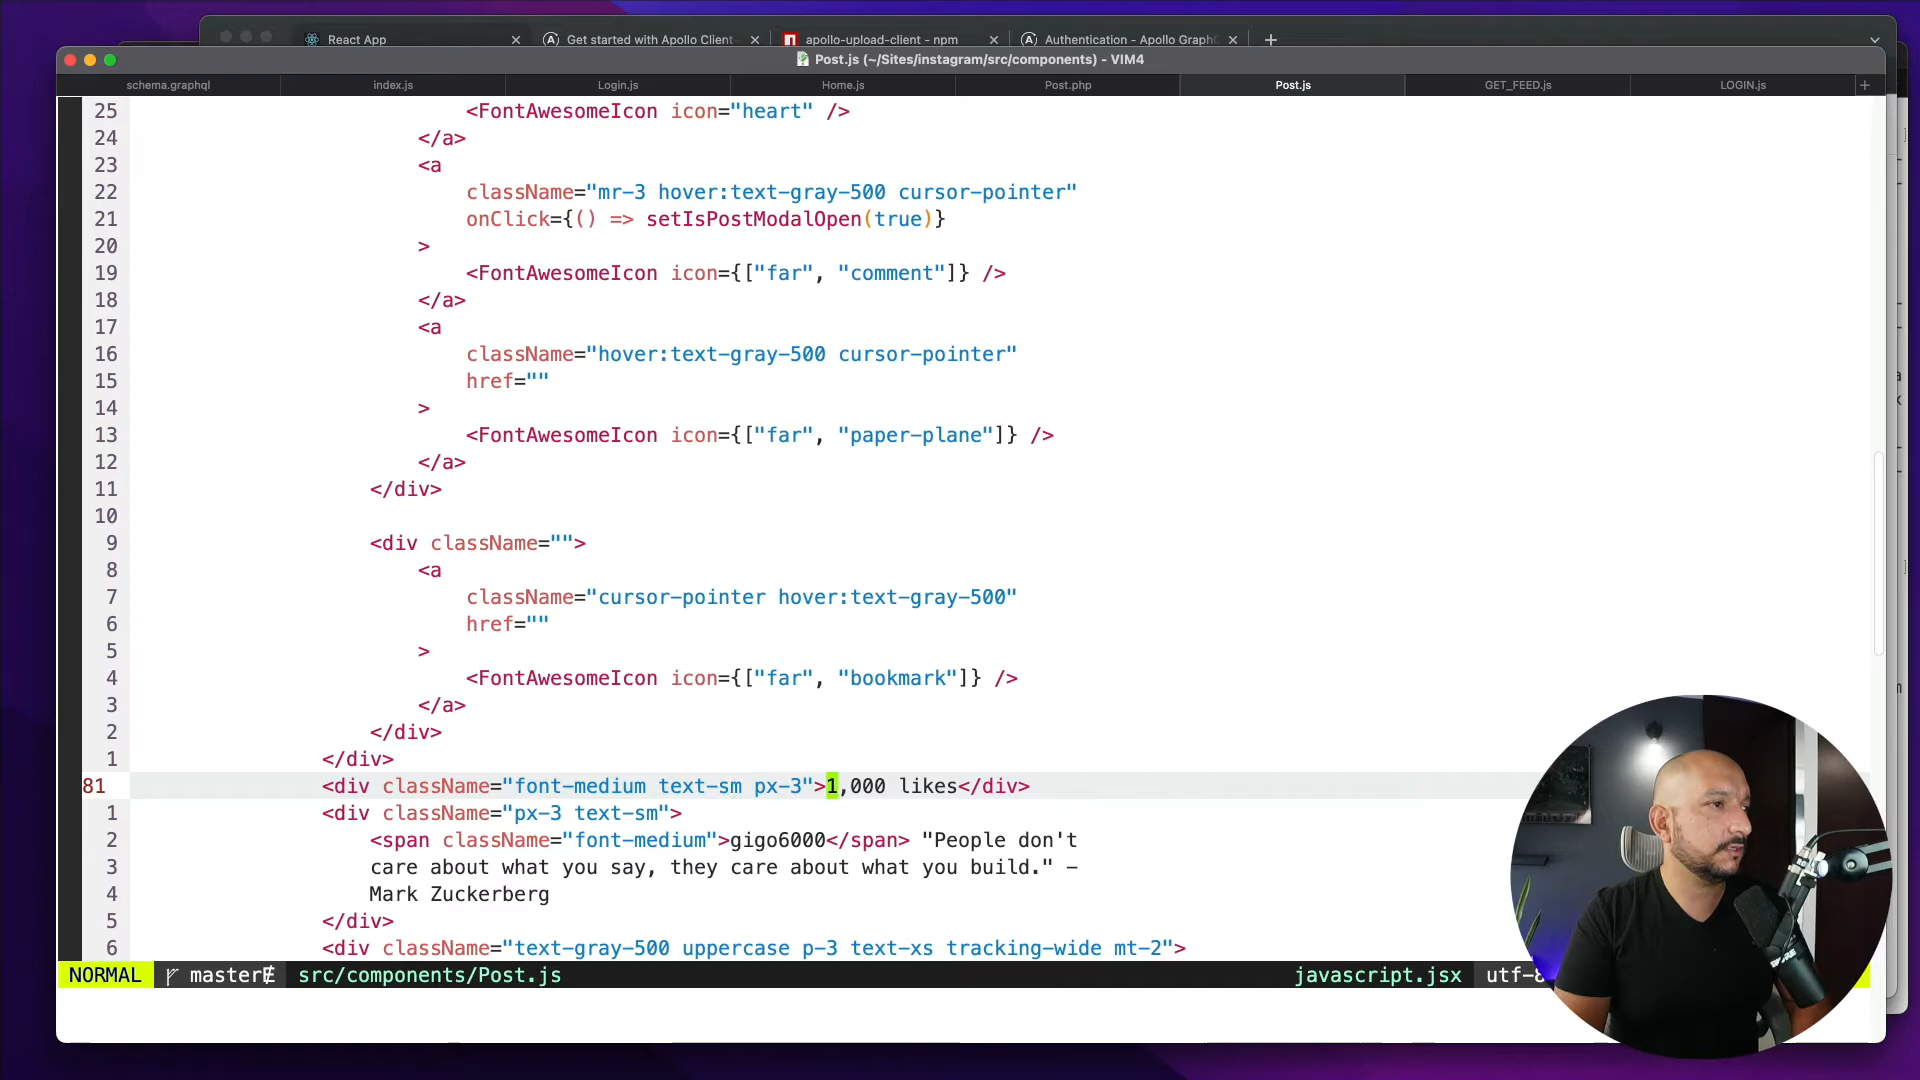 React App
Get started with Apollo Client
apollo-upload-client - npm
Authentication - Apollo GraphQ
Post.js (~/Sites/instagram/src/components) - VIM4
schema.graphql
index.js
Login.js
Home.js
Post.php
Post.js
GET_FEED.js
LOGIN.js
25 <FontAwesomeIcon icon="heart" />
24 </a>
23 <a
22 className="mr-3 hover:text-gray-500 cursor-pointer"
21 onClick={() => setIsPostModalOpen(true)}
20 >
19 <FontAwesomeIcon icon={["far", "comment"]} />
18 </a>
17 <a
16 className="hover:text-gray-500 cursor-pointer"
15 href=""
14 >
13 <FontAwesomeIcon icon={["far", "paper-plane"]} />
12 </a>
11 </div>
10
9 <div className="">
8 <a
7 className="cursor-pointer hover:text-gray-500"
6 href=""
5 >
4 <FontAwesomeIcon icon={["far", "bookmark"]} />
3 </a>
2 </div>
1 </div>
81 <div className="font-medium text-sm px-3">1,000 likes</div>
1 <div className="px-3 text-sm">
2 <span className="font-medium">gigo6000</span> "People don't
3 care about what you say, they care about what you build." –
4 Mark Zuckerberg
5 </div>
6 <div className="text-gray-500 uppercase p-3 text-xs tracking-wide mt-2">
NORMAL master src/components/Post.js javascript.jsx utf-8